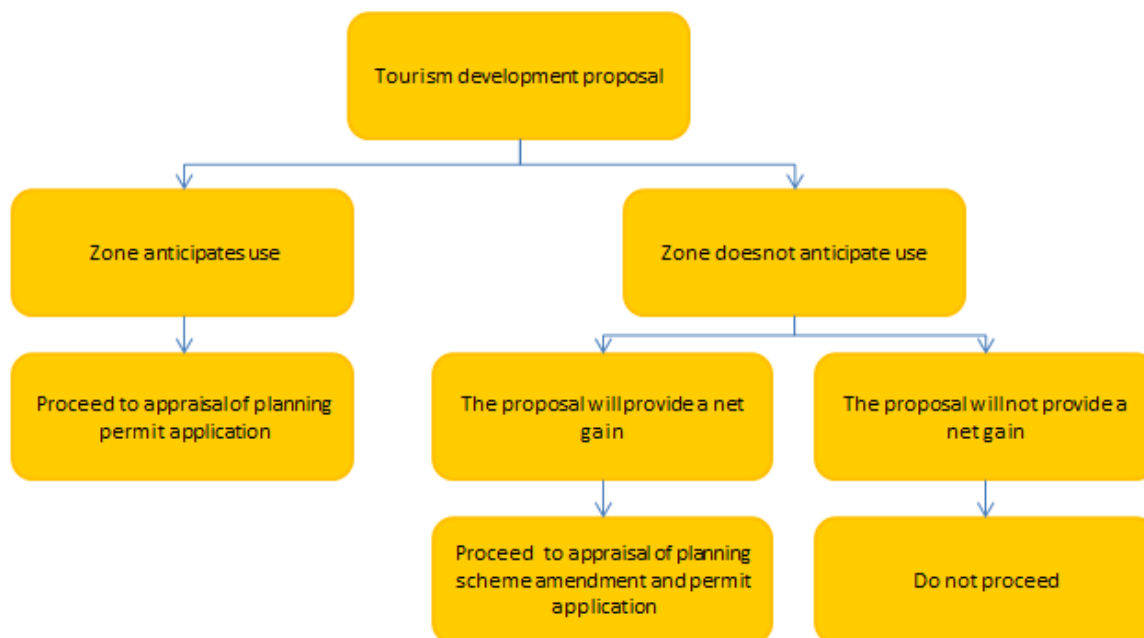 Tourism development proposal
Zone anticipates use
Zone does not anticipate use
Proceed to appraisal of planning
permit application
The proposal will provide a net
gain
The proposal will not provide a
net gain
Proceed to appraisal of planning
scheme amendment and permit
application
Do not proceed